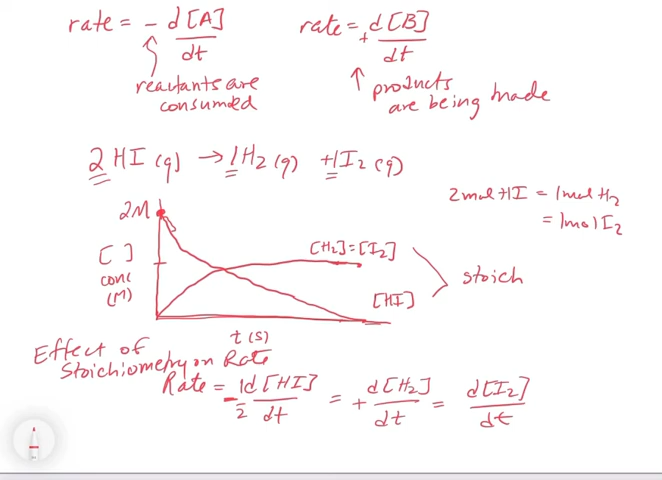 rate = - d[A]/dt
rate = + d[B]/dt
reactants are consumed
products are being made
2HI(g) → 1H₂(g) + 1I₂(g)
2mol HI = 1mol H₂
= 1mol I₂
2M
[H₂]=[I₂]
[ ]
conc
(M)
[HI]
stoich
t(s)
Effect of
Stoichiometry on Rate
Rate = - 1/2 d[HI]/dt = + d[H₂]/dt = d[I₂]/dt